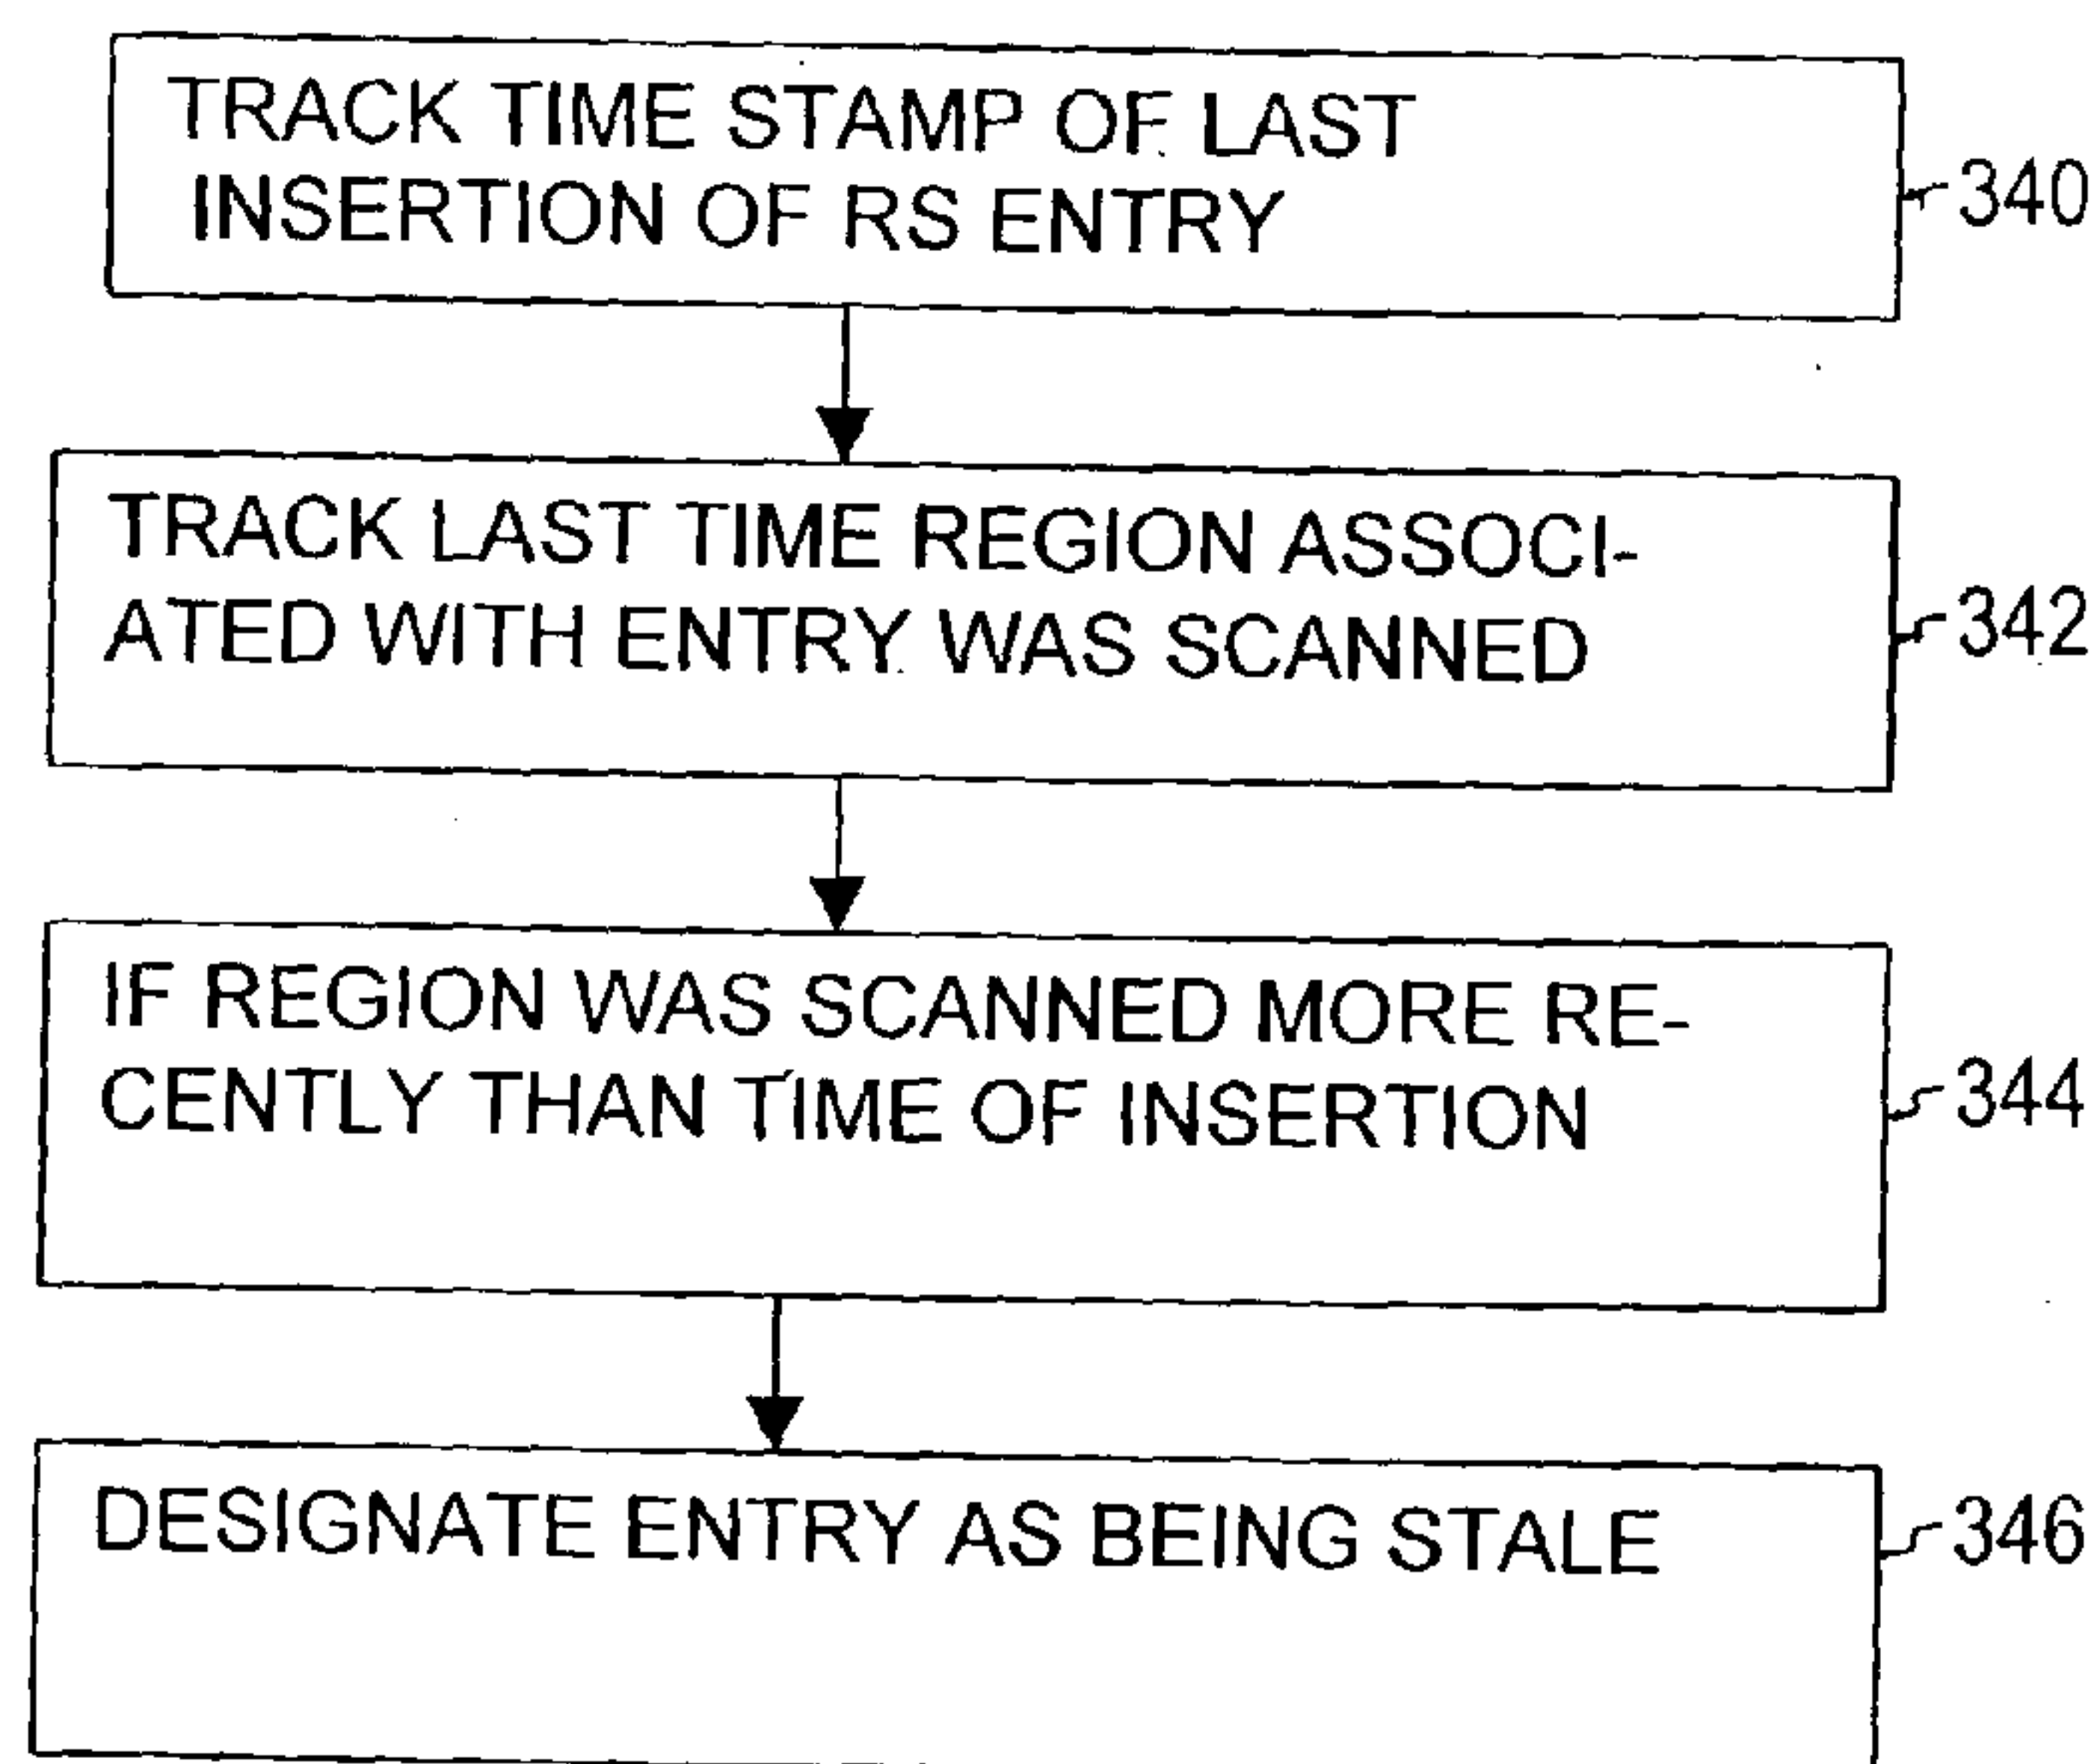 TRACK TIME STAMP OF LAST
INSERTION OF RS ENTRY
340
TRACK LAST TIME REGION ASSOCI-
ATED WITH ENTRY WAS SCANNED
342
IF REGION WAS SCANNED MORE RE-
CENTLY THAN TIME OF INSERTION
344
DESIGNATE ENTRY AS BEING STALE
346